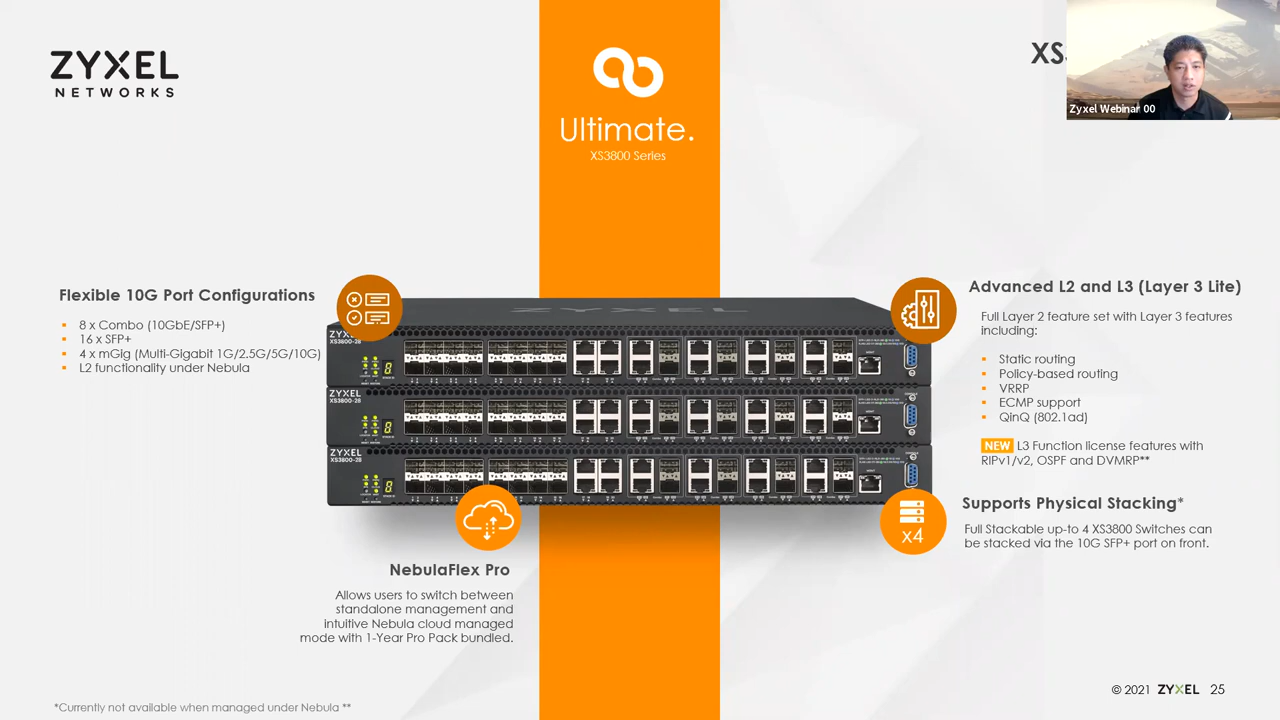 ZYXEL
NETWORKS
Ultimate.
XS3800 Series
XS
Zyxel Webinar 00
Flexible 10G Port Configurations
▪ 8 x Combo (10GbE/SFP+)
▪ 16 x SFP+
▪ 4 x mGig (Multi-Gigabit 1G/2.5G/5G/10G)
▪ L2 functionality under Nebula
Advanced L2 and L3 (Layer 3 Lite)
Full Layer 2 feature set with Layer 3 features
including:
▪ Static routing
▪ Policy-based routing
▪ VRRP
▪ ECMP support
▪ QinQ (802.1ad)
NEW L3 Function license features with
RIPv1/v2, OSPF and DVMRP**
ZYXEL
ZYXEL
XS3800-28
ZYXEL
XS3800-28
ZYXEL
XS3800-28
x4
Supports Physical Stacking*
Full Stackable up-to 4 XS3800 Switches can
be stacked via the 10G SFP+ port on front.
NebulaFlex Pro
Allows users to switch between
standalone management and
intuitive Nebula cloud managed
mode with 1-Year Pro Pack bundled.
*Currently not available when managed under Nebula **
© 2021 ZYXEL 25